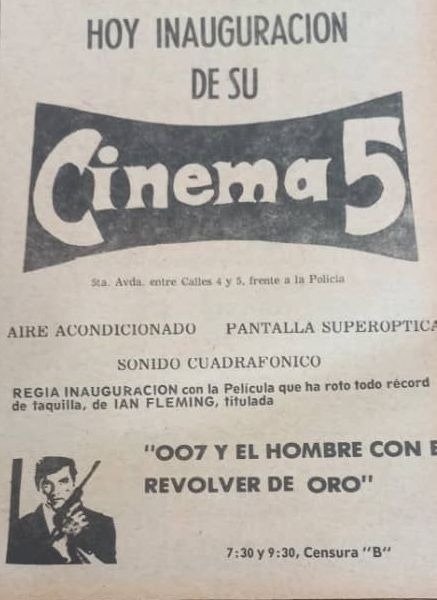 HOY INAUGURACION
DE SU
Cinema 5
5ta. Avda. entre Calles 4 y 5, frente a la Policia
AIRE ACONDICIONADO PANTALLA SUPEROPTICA
SONIDO CUADRAFONICO
REGIA INAUGURACION con la Película que ha roto todo récord
de taquilla, de IAN FLEMING, titulada
"007 Y EL HOMBRE CON E
REVOLVER DE ORO"
7:30 y 9:30, Censura "B"